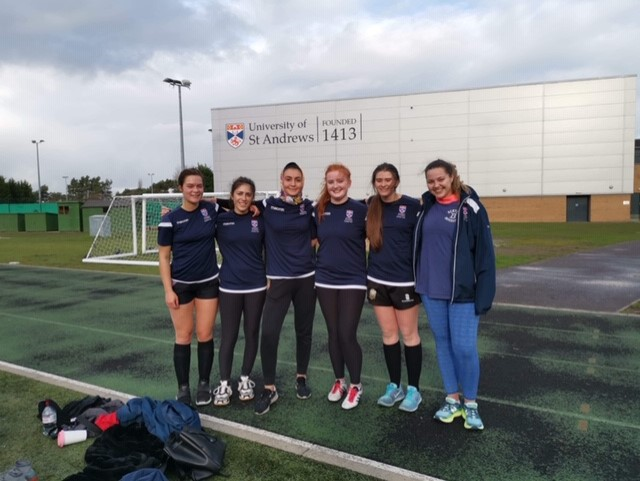 University of
St Andrews
FOUNDED
1413